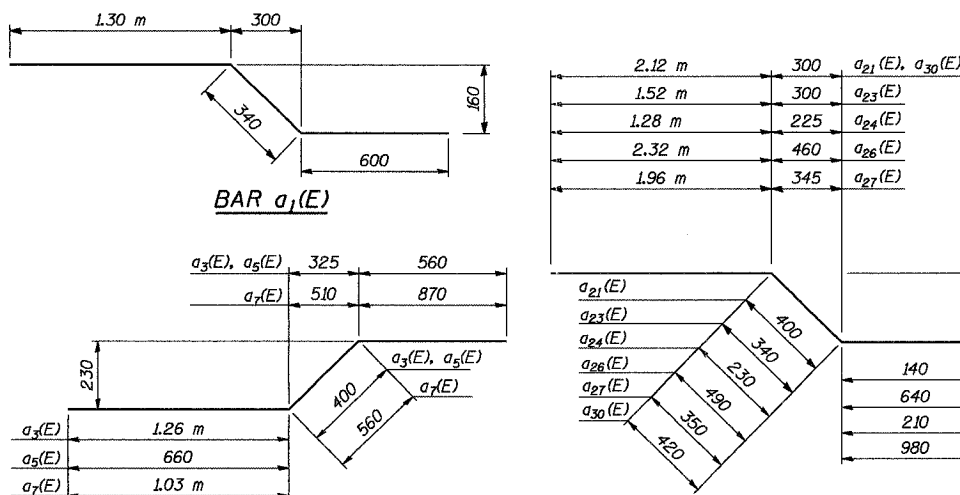 1.30 m 300
340
160
600
BAR a1(E)
a3(E), a5(E) 325 560
a7(E) 510 870
230
a3(E), a5(E)
400
a7(E)
560
a3(E) 1.26 m
a5(E) 660
a7(E) 1.03 m
2.12 m 300 a21(E), a30(E)
1.52 m 300 a23(E)
1.28 m 225 a24(E)
2.32 m 460 a26(E)
1.96 m 345 a27(E)
a21(E) 400
a23(E) 340
a24(E) 230
a26(E) 490
a27(E) 350
a30(E) 420
140
640
210
980